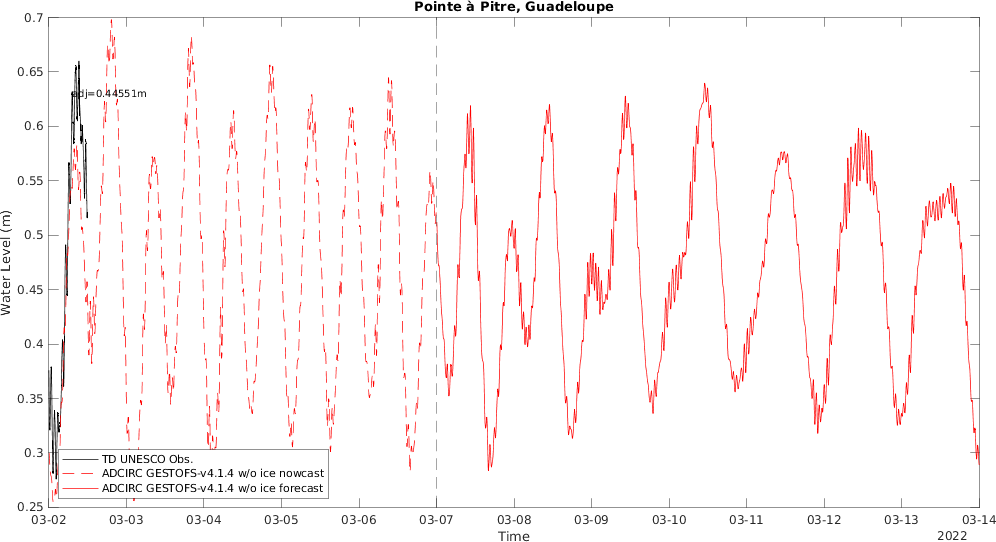 Pointe à Pitre, Guadeloupe
0.7
0.65
0.6
0.55
0.5
0.45
0.4
0.35
0.3
0.25
Water Level (m)
adj=0.44551m
TD UNESCO Obs.
ADCIRC GESTOFS-v4.1.4 w/o ice nowcast
ADCIRC GESTOFS-v4.1.4 w/o ice forecast
03-02 03-03 03-04 03-05 03-06 03-07 03-08 03-09 03-10 03-11 03-12 03-13 03-14
Time
2022